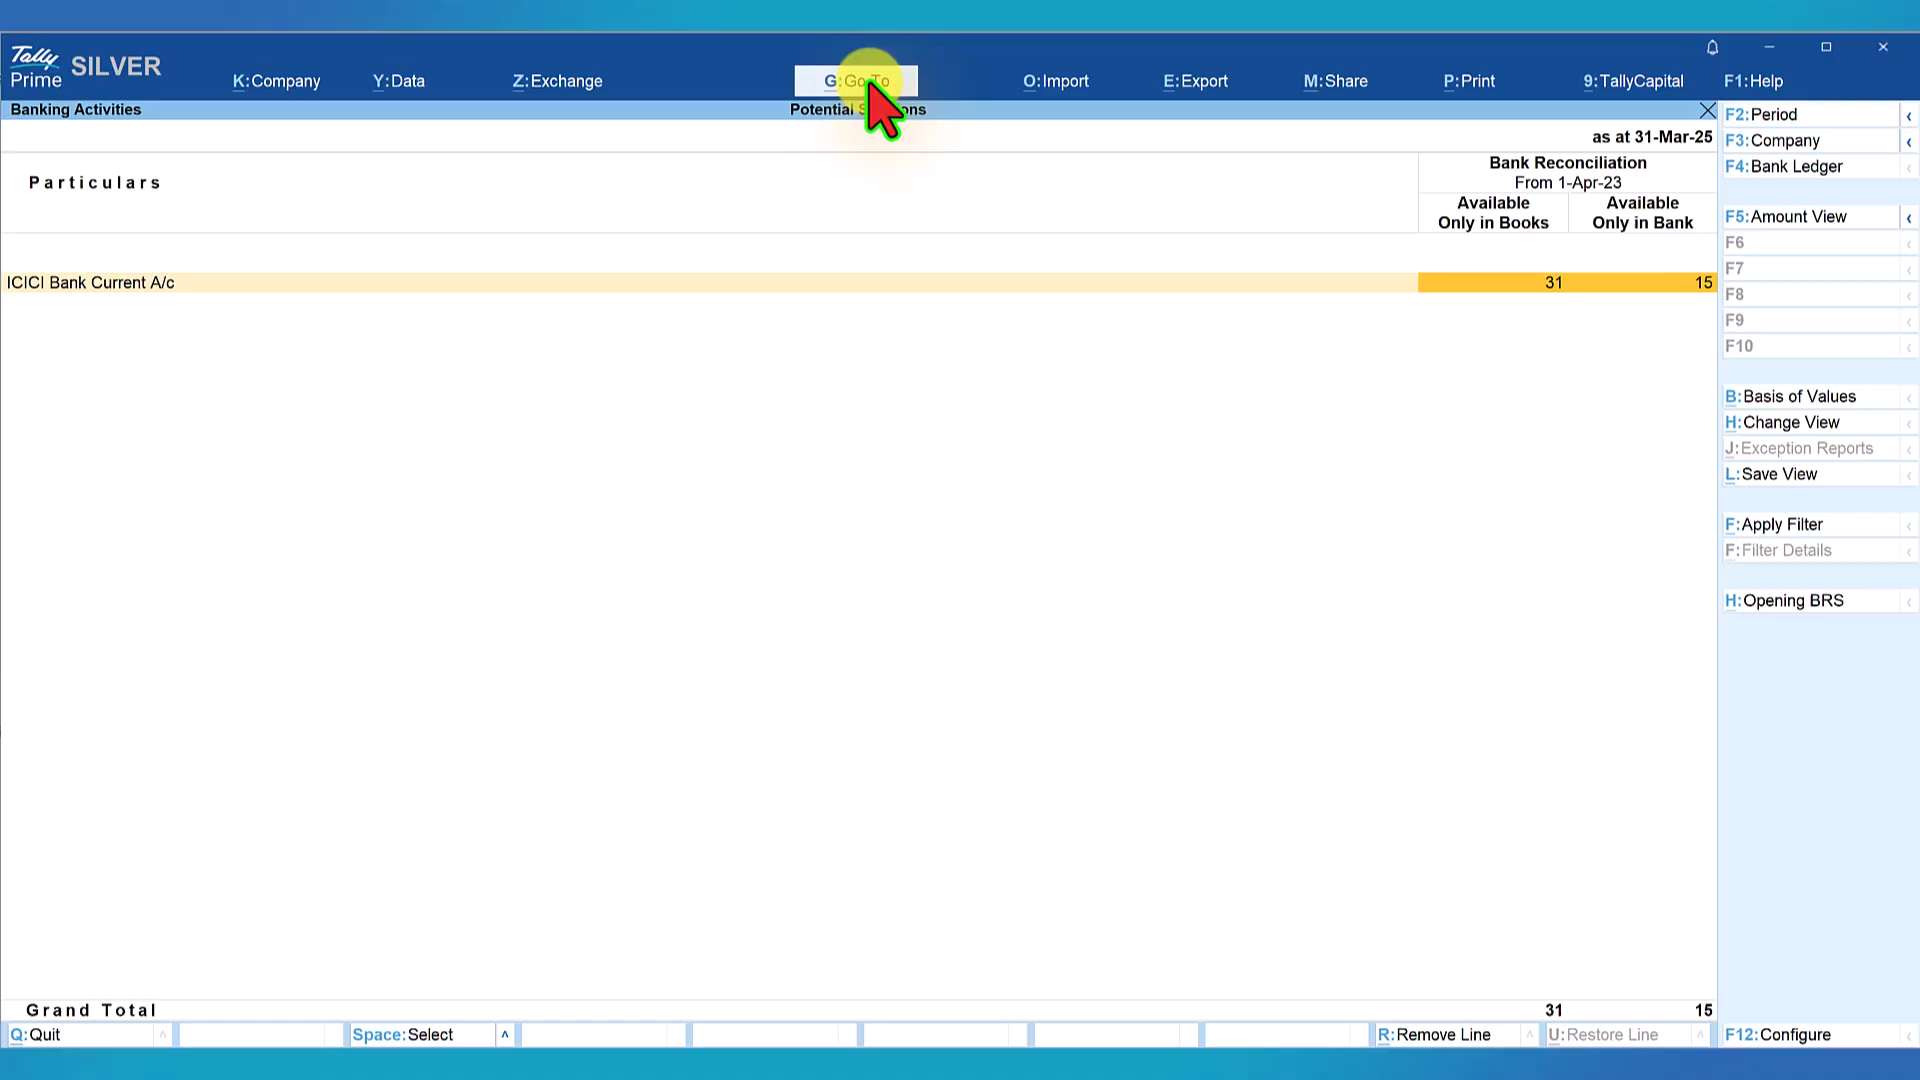 Tally
Prime SILVER
K:Company Y:Data Z:Exchange G:Go To O:Import E:Export M:Share P:Print 9:TallyCapital F1:Help
Banking Activities Potential
as at 31-Mar-25
Particulars
Bank Reconciliation
From 1-Apr-23
Available
Only in Books
Available
Only in Bank
ICICI Bank Current A/c 31 15
Grand Total 31 15
F2:Period
F3:Company
F4:Bank Ledger
F5:Amount View
F6
F7
F8
F9
F10
B:Basis of Values
H:Change View
J:Exception Reports
L:Save View
F:Apply Filter
F:Filter Details
H:Opening BRS
Q:Quit Space:Select R:Remove Line U:Restore Line F12:Configure